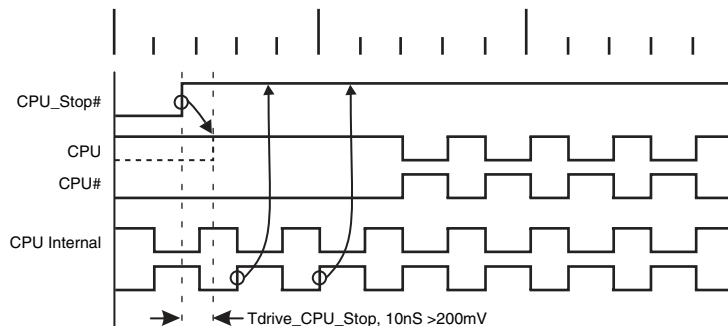 CPU_Stop#
CPU
CPU#
CPU Internal
Tdrive_CPU_Stop, 10nS >200mV